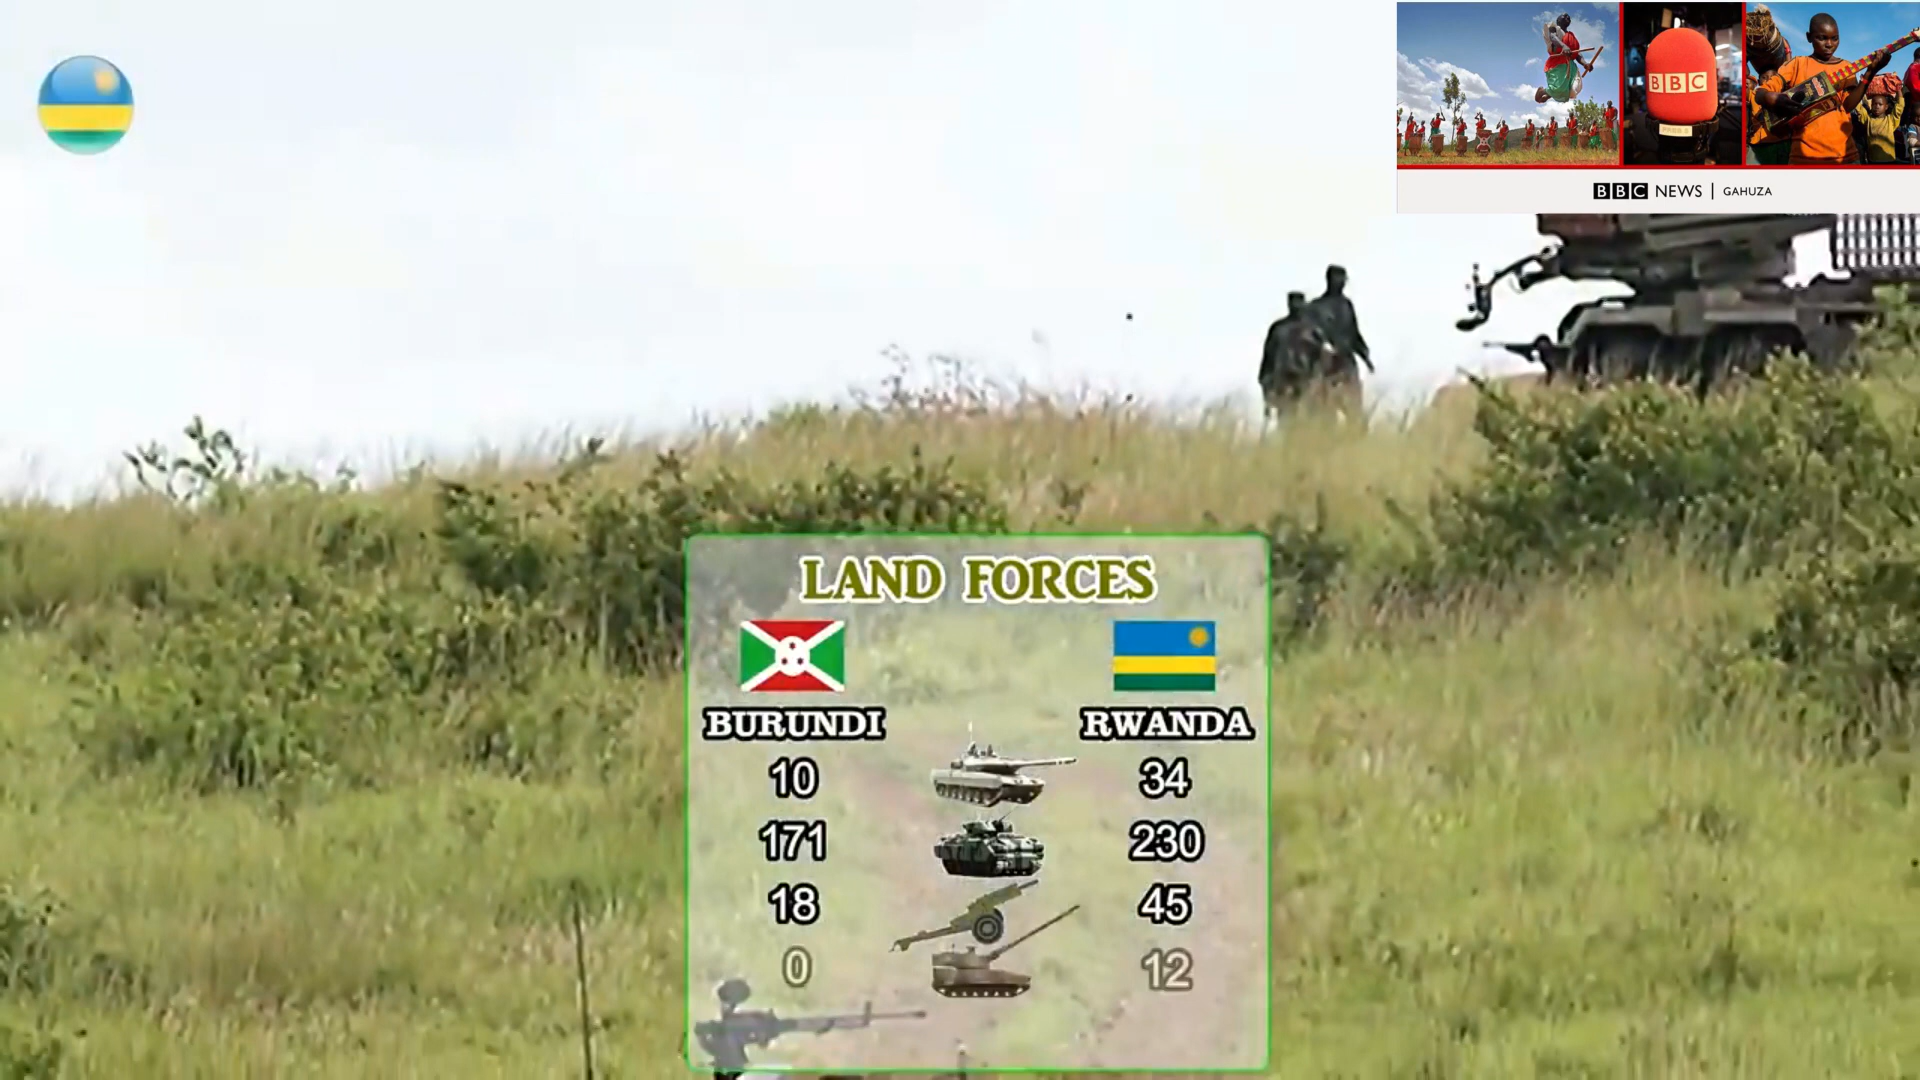 BBC
BBC NEWS | GAHUZA
LAND FORCES
BURUNDI
RWANDA
10
34
171
230
18
45
0
12